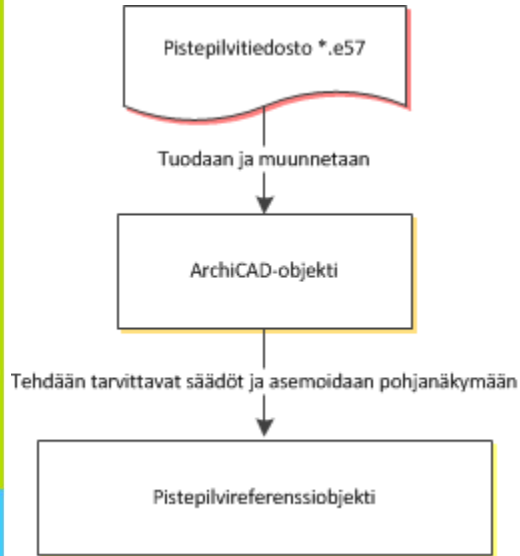 Pistepilvitiedosto *.e57
Tuodaan ja muunnetaan
ArchiCAD-objekti
Tehdään tarvittavat säädöt ja asemoidaan pohjanäkymään
Pistepilvireferenssiobjekti